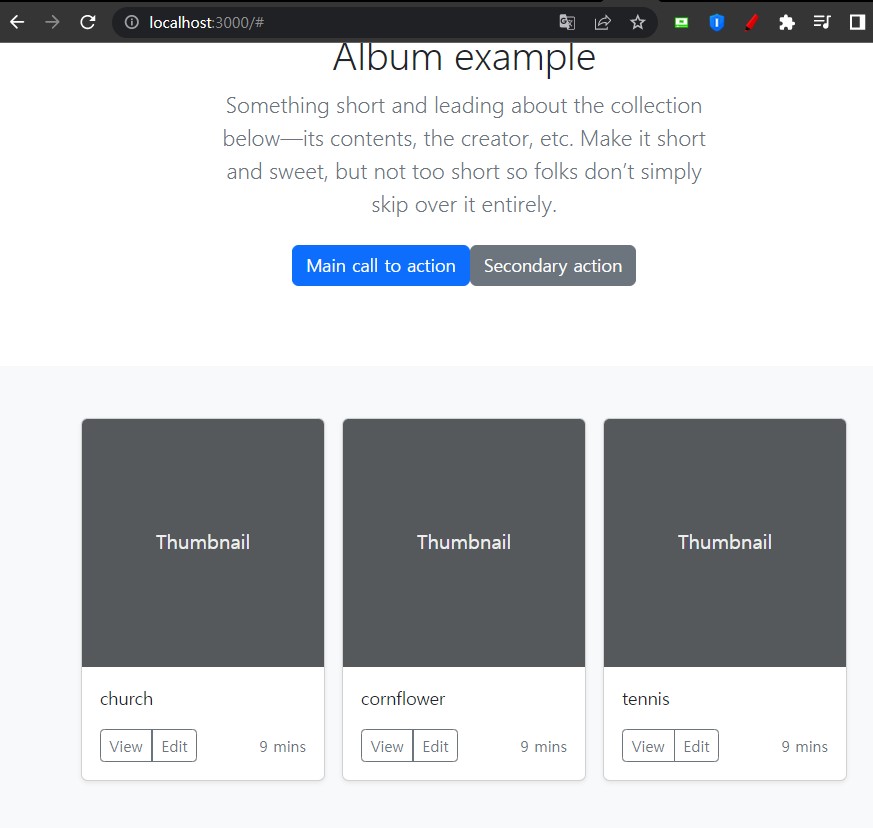 localhost:3000/#
Album example
Something short and leading about the collection
below—its contents, the creator, etc. Make it short
and sweet, but not too short so folks don’t simply
skip over it entirely.
Main call to action Secondary action
Thumbnail Thumbnail Thumbnail
church cornflower tennis
View Edit 9 mins View Edit 9 mins View Edit 9 mins